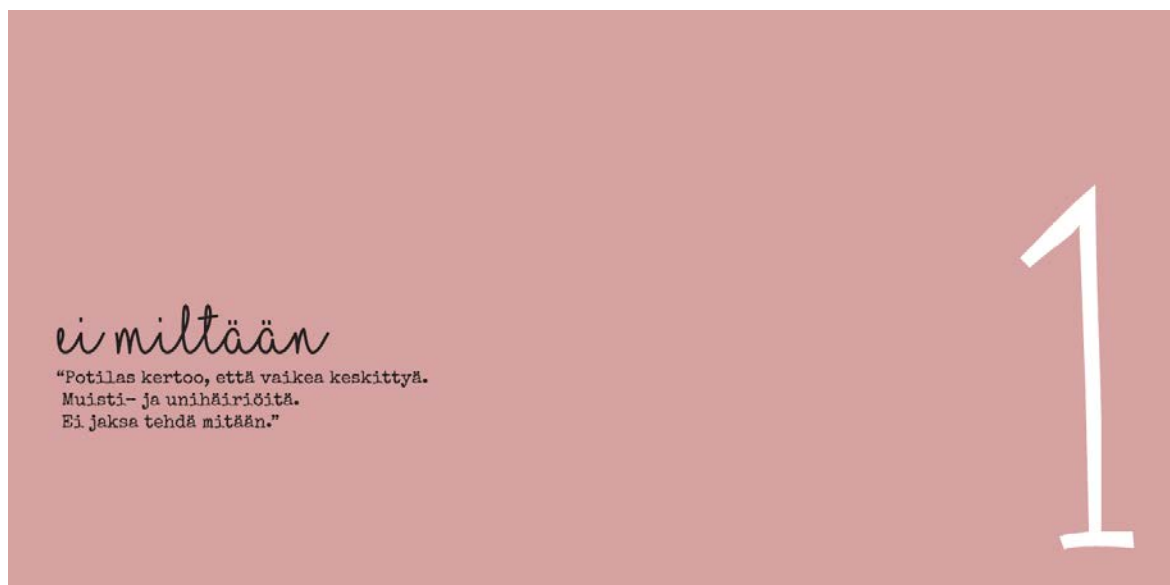 ei miltään
“Potilas kertoo, että vaikea keskittyä.
Muisti- ja unihäiriöitä.
Ei jaksa tehdä mitään.”
1